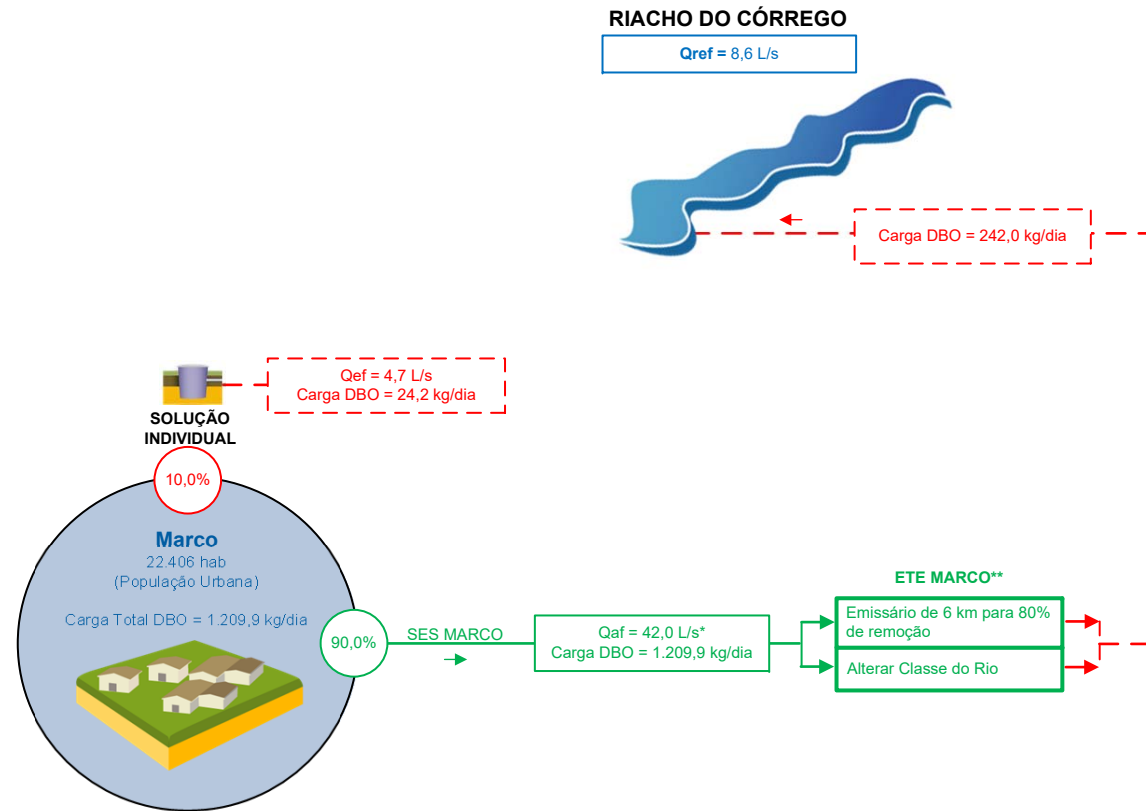 RIACHO DO CÓRREGO
Qref = 8,6 L/s
Carga DBO = 242,0 kg/dia
Qef = 4,7 L/s
Carga DBO = 24,2 kg/dia
SOLUÇÃO
INDIVIDUAL
10,0%
Marco
22.406 hab
(População Urbana)
Carga Total DBO = 1.209,9 kg/dia
90,0%
SES MARCO
Qaf = 42,0 L/s*
Carga DBO = 1.209,9 kg/dia
ETE MARCO**
Emissário de 6 km para 80%
de remoção
Alterar Classe do Rio